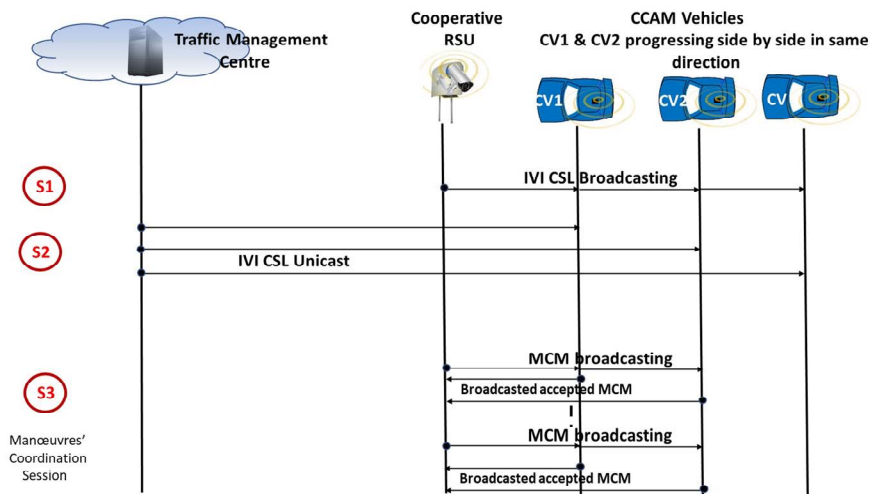 Traffic Management
Centre
Cooperative
RSU
CCAM Vehicles
CV1 & CV2 progressing side by side in same
direction
CV1
CV2
CV
S1
IVI CSL Broadcasting
S2
IVI CSL Unicast
MCM broadcasting
S3
Broadcasted accepted MCM
Manœuvres’
Coordination
Session
MCM broadcasting
Broadcasted accepted MCM